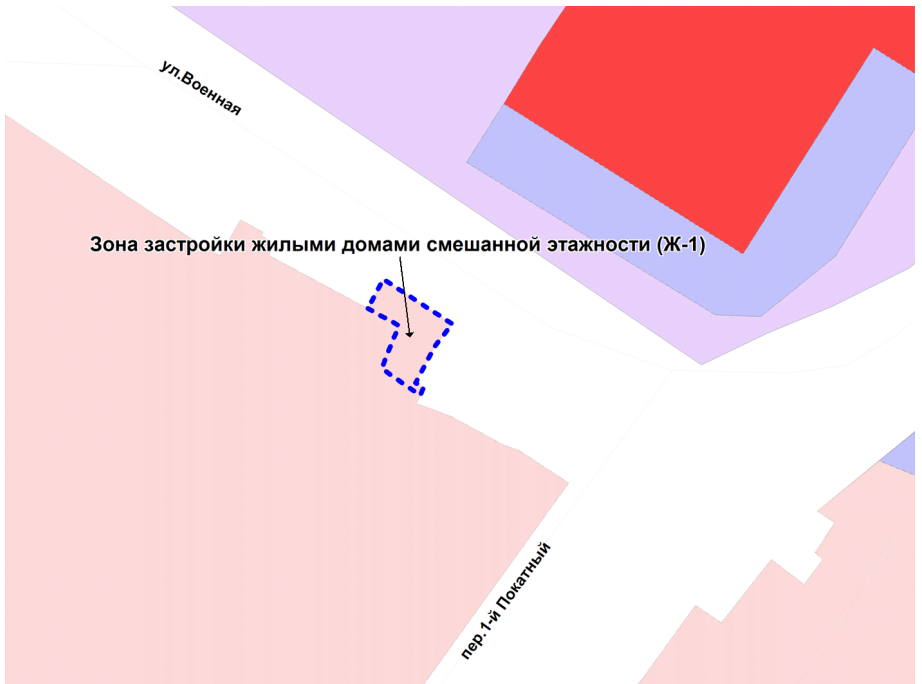 ул.Военная
Зона застройки жилыми домами смешанной этажности (Ж-1)
пер.1-й Покатный